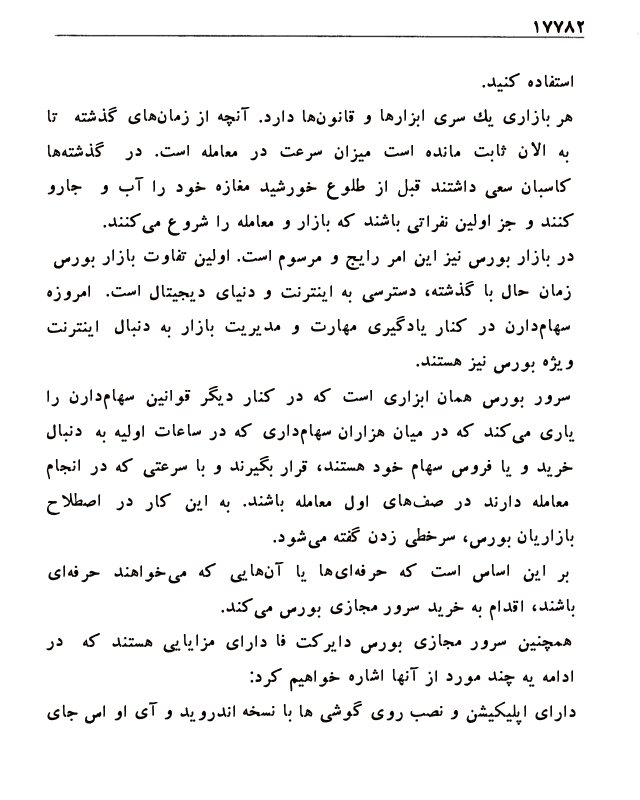 ۱۷۷۸۲
استفاده کنید.
هر بازاری یك سری ابزارها و قانون‌ها دارد. آنچه از زمان‌های گذشته تا
به الان ثابت مانده است میزان سرعت در معامله است. در گذشته‌ها
کاسبان سعی داشتند قبل از طلوع خورشید مغازه خود را آب و جارو
کنند و جز اولین نفراتی باشند که بازار و معامله را شروع می‌کنند.
در بازار بورس نیز این امر رایج و مرسوم است. اولین تفاوت بازار بورس
زمان حال با گذشته، دسترسی به اینترنت و دنیای دیجیتال است. امروزه
سهام‌دارن در کنار یادگیری مهارت و مدیریت بازار به دنبال اینترنت
ویژه بورس نیز هستند.
سرور بورس همان ابزاری است که در کنار دیگر قوانین سهام‌دارن را
یاری می‌کند که در میان هزاران سهام‌داری که در ساعات اولیه به دنبال
خرید و یا فروس سهام خود هستند، قرار بگیرند و با سرعتی که در انجام
معامله دارند در صف‌های اول معامله باشند. به این کار در اصطلاح
بازاریان بورس، سرخطی زدن گفته می‌شود.
بر این اساس است که حرفه‌ای‌ها یا آن‌هایی که می‌خواهند حرفه‌ای
باشند، اقدام به خرید سرور مجازی بورس می‌کند.
همچنین سرور مجازی بورس دایرکت فا دارای مزایایی هستند که در
ادامه یه چند مورد از آنها اشاره خواهیم کرد:
دارای اپلیکیشن و نصب روی گوشی ها با نسخه اندروید و آی او اس جای